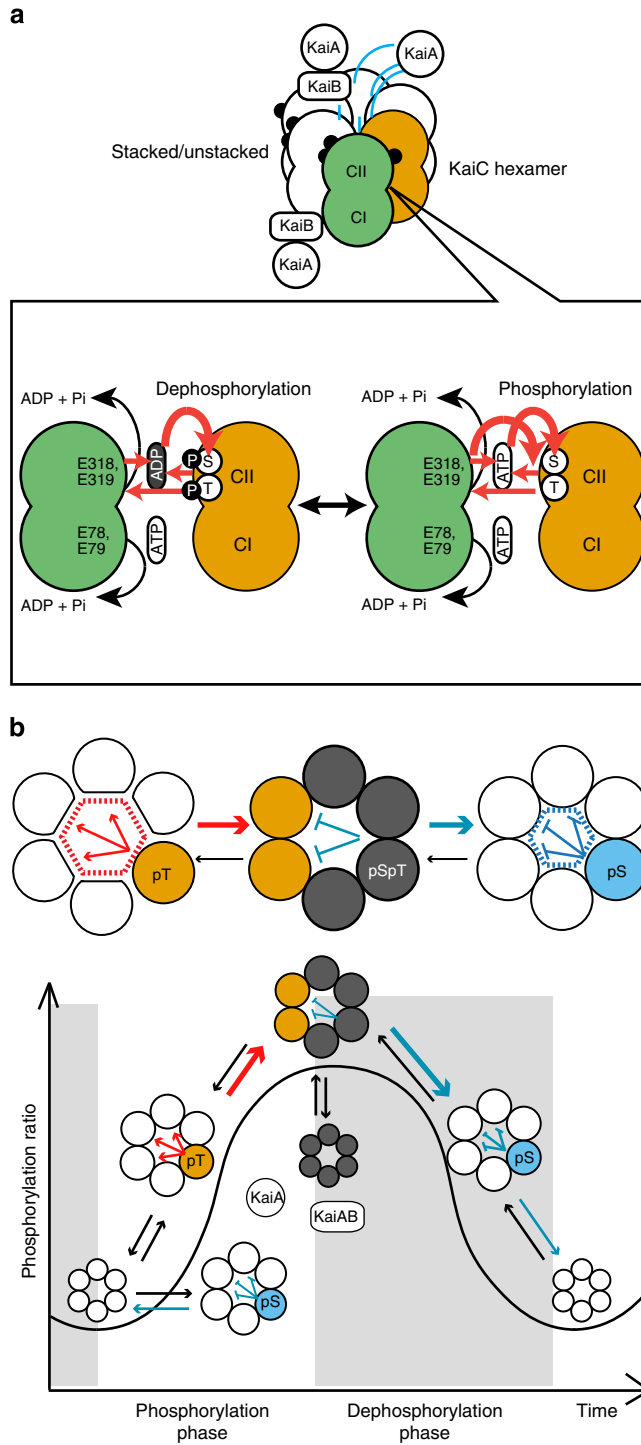 a
KaiA
KaiA
KaiB
Stacked/unstacked
KaiC hexamer
CII
CI
KaiB
KaiA
Dephosphorylation
Phosphorylation
ADP + Pi
ADP + Pi
E318,
E319
ADP
P
S
P
T
CII
E78,
E79
ATP
CI
ADP + Pi
E318,
E319
ATP
S
T
CII
E78,
E79
ATP
CI
ADP + Pi
b
pT
pSpT
pS
Phosphorylation ratio
pT
pS
KaiA
KaiAB
pS
Phosphorylation
phase
Dephosphorylation
phase
Time